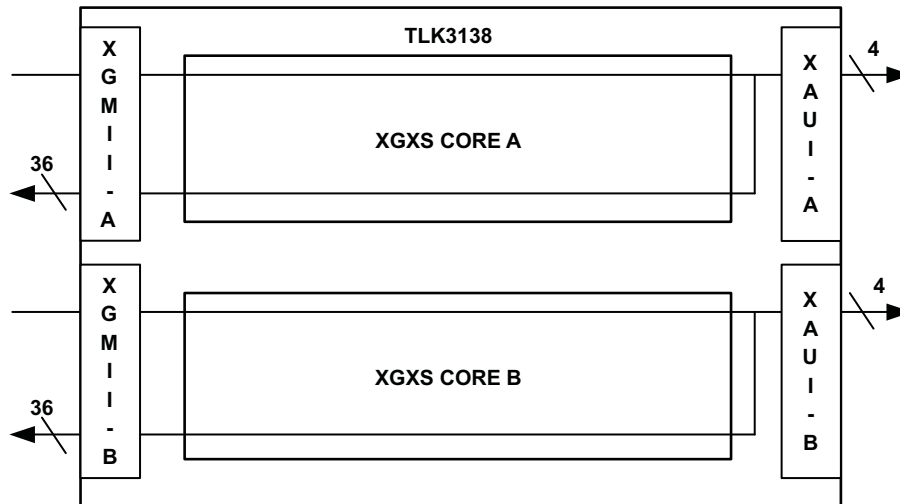 TLK3138
XGMII-A
XGXS CORE A
XAUI-A
4
36
XGMII-B
XGXS CORE B
XAUI-B
4
36